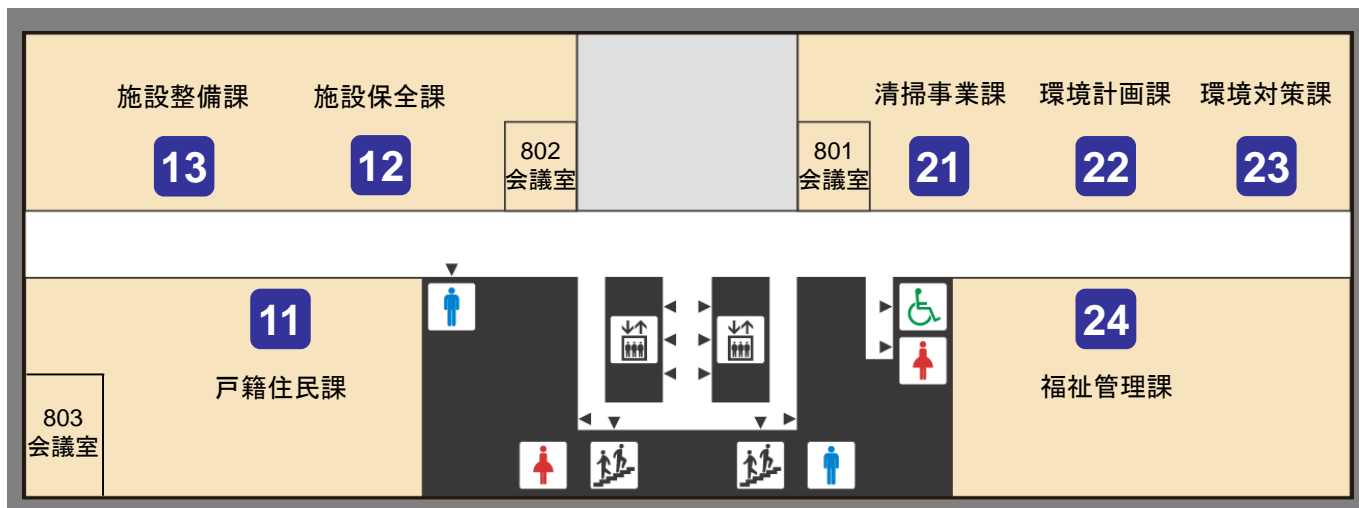 施設整備課
13
施設保全課
12
802
会議室
801
会議室
清掃事業課
21
環境計画課
22
環境対策課
23
11
戸籍住民課
803
会議室
24
福祉管理課